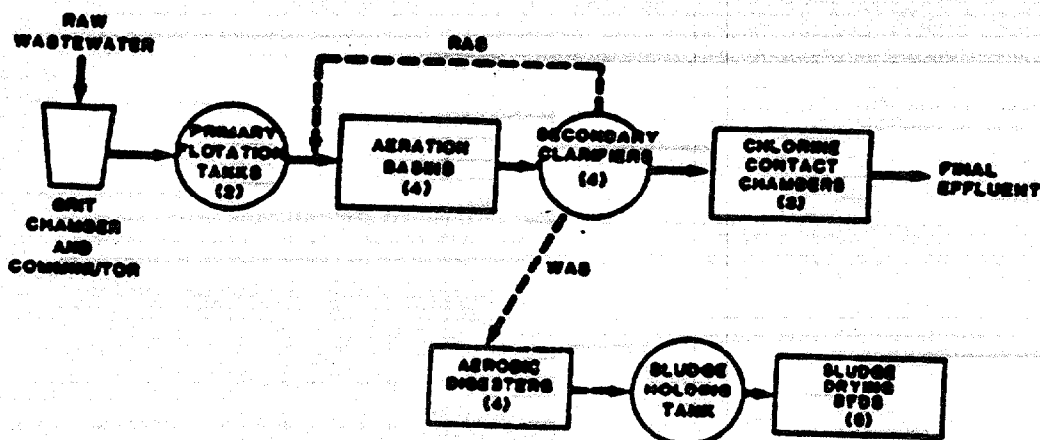 RAW
WASTEWATER
RAS
PRIMARY
FLOTATION
TANKS
(2)
AERATION
BASINS
(4)
SECONDARY
CLARIFIERS
(4)
CHLORINE
CONTACT
CHAMBERS
(2)
FINAL
EFFLUENT
GRIT
CHAMBER
AND
COMMINUTOR
WAS
AEROBIC
DIGESTERS
(4)
SLUDGE
HOLDING
TANK
SLUDGE
DRYING
BEDS